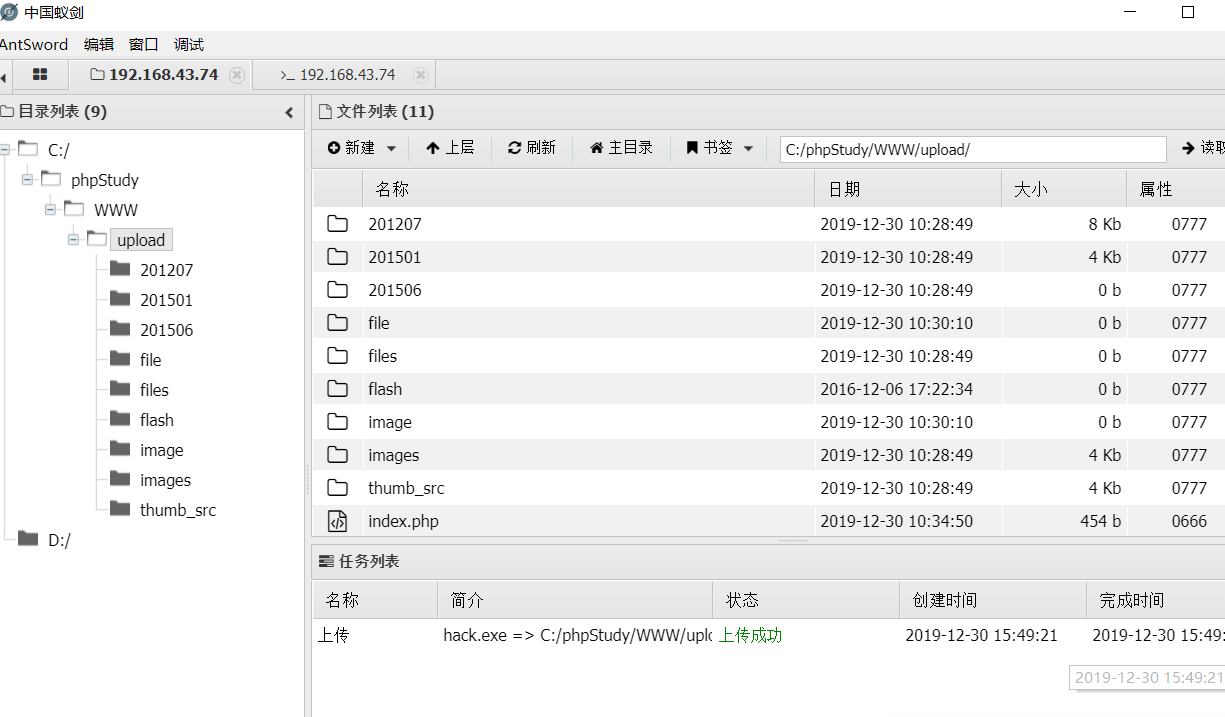 中国蚁剑
AntSword 编辑 窗口 调试
192.168.43.74 >_ 192.168.43.74
目录列表 (9)
C:/
phpStudy
WWW
upload
201207
201501
201506
file
files
flash
image
images
thumb_src
D:/
文件列表 (11)
新建 上层 刷新 主目录 书签 C:/phpStudy/WWW/upload/ 读取
名称 日期 大小 属性
201207 2019-12-30 10:28:49 8 Kb 0777
201501 2019-12-30 10:28:49 4 Kb 0777
201506 2019-12-30 10:28:49 0 b 0777
file 2019-12-30 10:30:10 0 b 0777
files 2019-12-30 10:28:49 0 b 0777
flash 2016-12-06 17:22:34 0 b 0777
image 2019-12-30 10:30:10 0 b 0777
images 2019-12-30 10:28:49 4 Kb 0777
thumb_src 2019-12-30 10:28:49 4 Kb 0777
index.php 2019-12-30 10:34:50 454 b 0666
任务列表
名称 简介 状态 创建时间 完成时间
上传 hack.exe => C:/phpStudy/WWW/uplo 上传成功 2019-12-30 15:49:21 2019-12-30 15:49:
2019-12-30 15:49:21